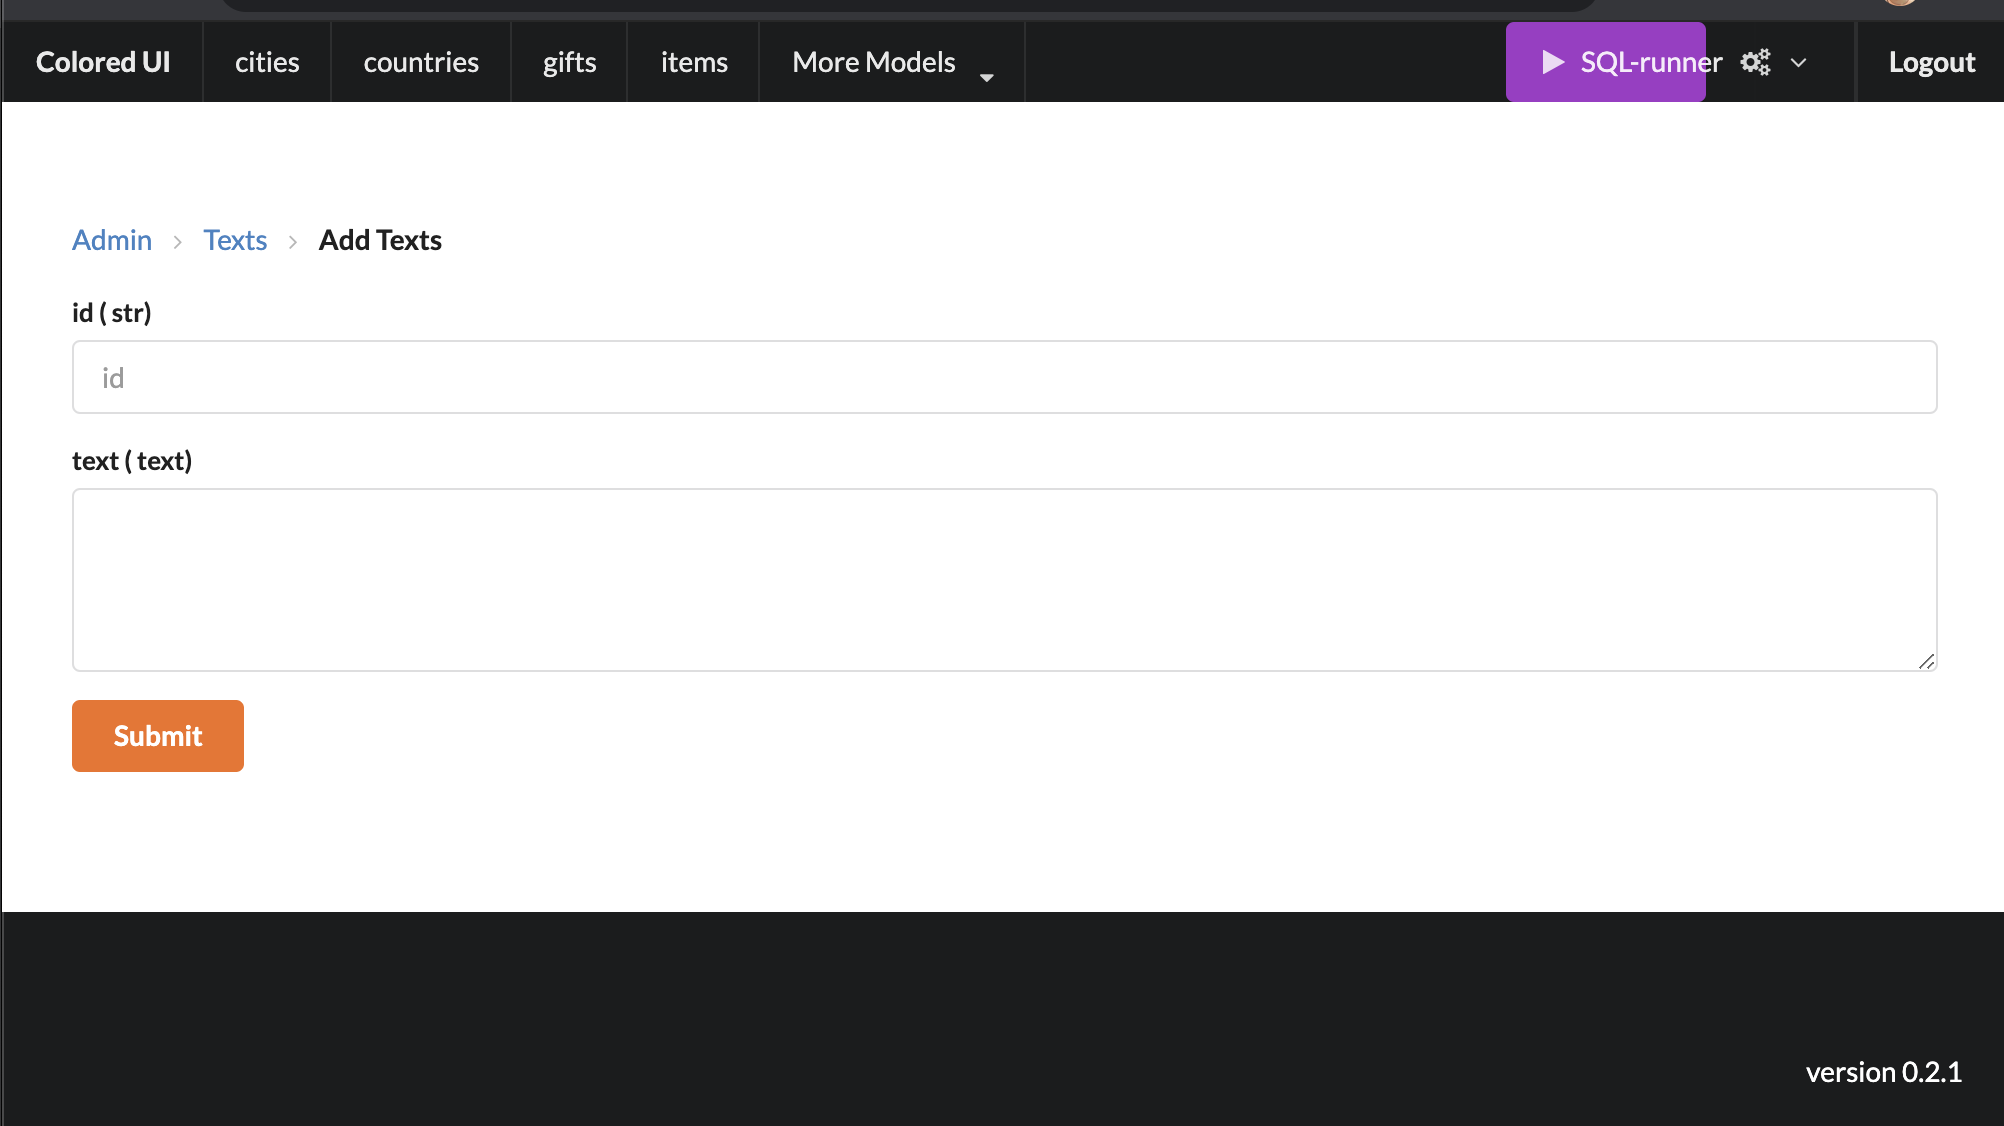 Colored UI cities countries gifts items More Models SQL-runner Logout
Admin Texts Add Texts
id ( str)
id
text ( text)
Submit
version 0.2.1